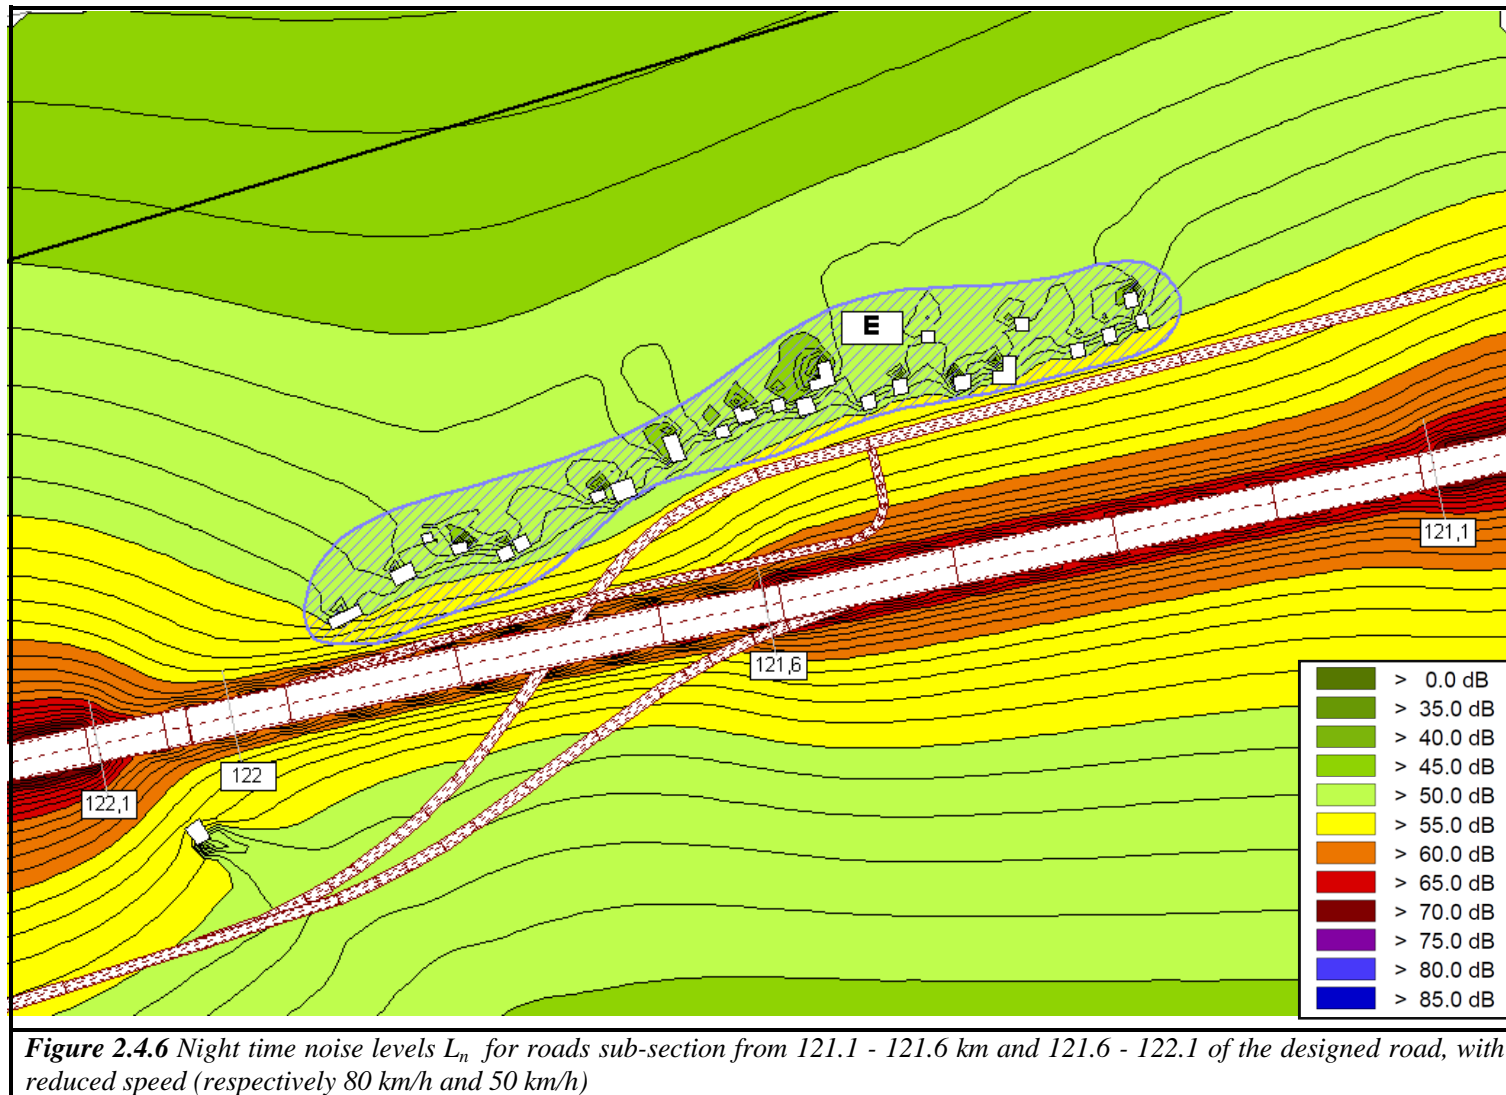 E
121,1
121,6
122
122,1
> 0.0 dB
> 35.0 dB
> 40.0 dB
> 45.0 dB
> 50.0 dB
> 55.0 dB
> 60.0 dB
> 65.0 dB
> 70.0 dB
> 75.0 dB
> 80.0 dB
> 85.0 dB
Figure 2.4.6 Night time noise levels Ln for roads sub-section from 121.1 - 121.6 km and 121.6 - 122.1 of the designed road, with
reduced speed (respectively 80 km/h and 50 km/h)